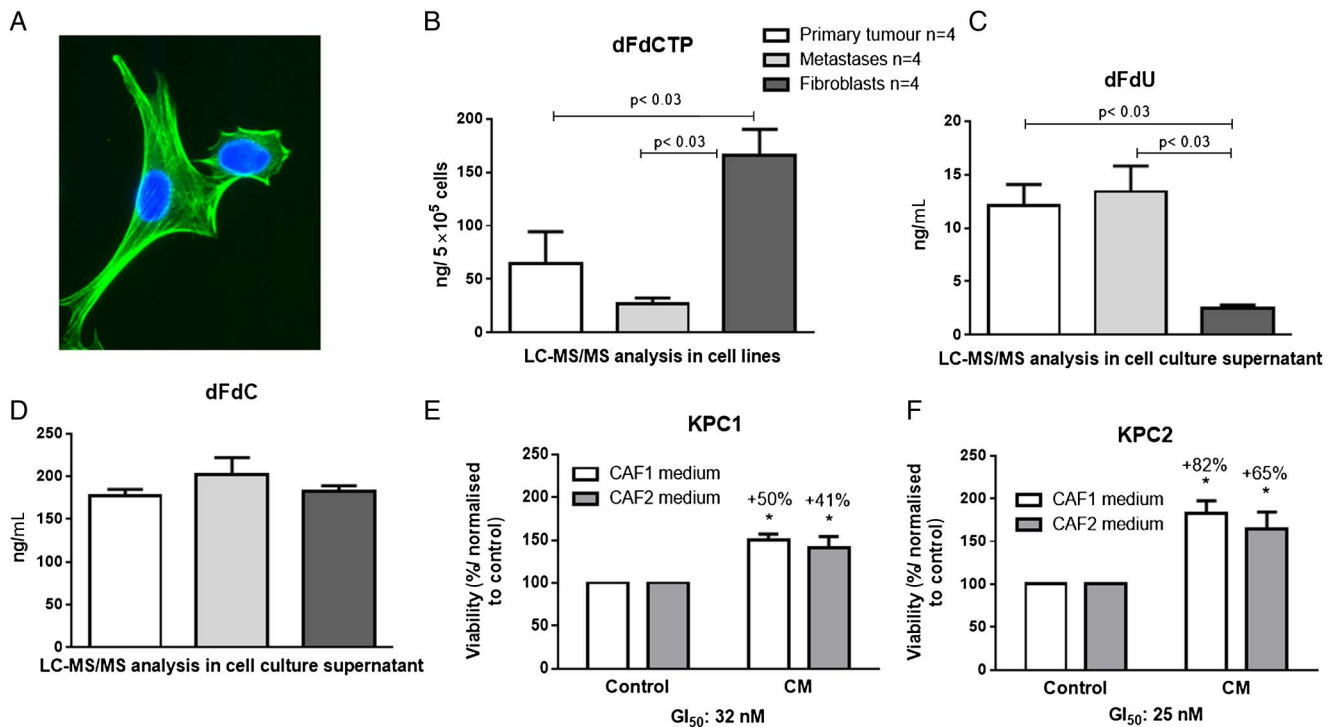 A
B
dFdCTP
Primary tumour n=4
Metastases n=4
Fibroblasts n=4
p< 0.03
p< 0.03
200
150
100
50
0
ng/ 5 ×10⁵ cells
LC-MS/MS analysis in cell lines
C
dFdU
p< 0.03
p< 0.03
20
15
10
5
0
ng/mL
LC-MS/MS analysis in cell culture supernatant
D
dFdC
250
200
150
100
50
0
ng/mL
LC-MS/MS analysis in cell culture supernatant
E
KPC1
CAF1 medium
CAF2 medium
+50% +41%
* *
250
200
150
100
50
0
Viability (%/ normalised
to control)
Control CM
GI₅₀: 32 nM
F
KPC2
CAF1 medium
CAF2 medium
+82% +65%
* *
250
200
150
100
50
0
Viability (%/ normalised
to control)
Control CM
GI₅₀: 25 nM